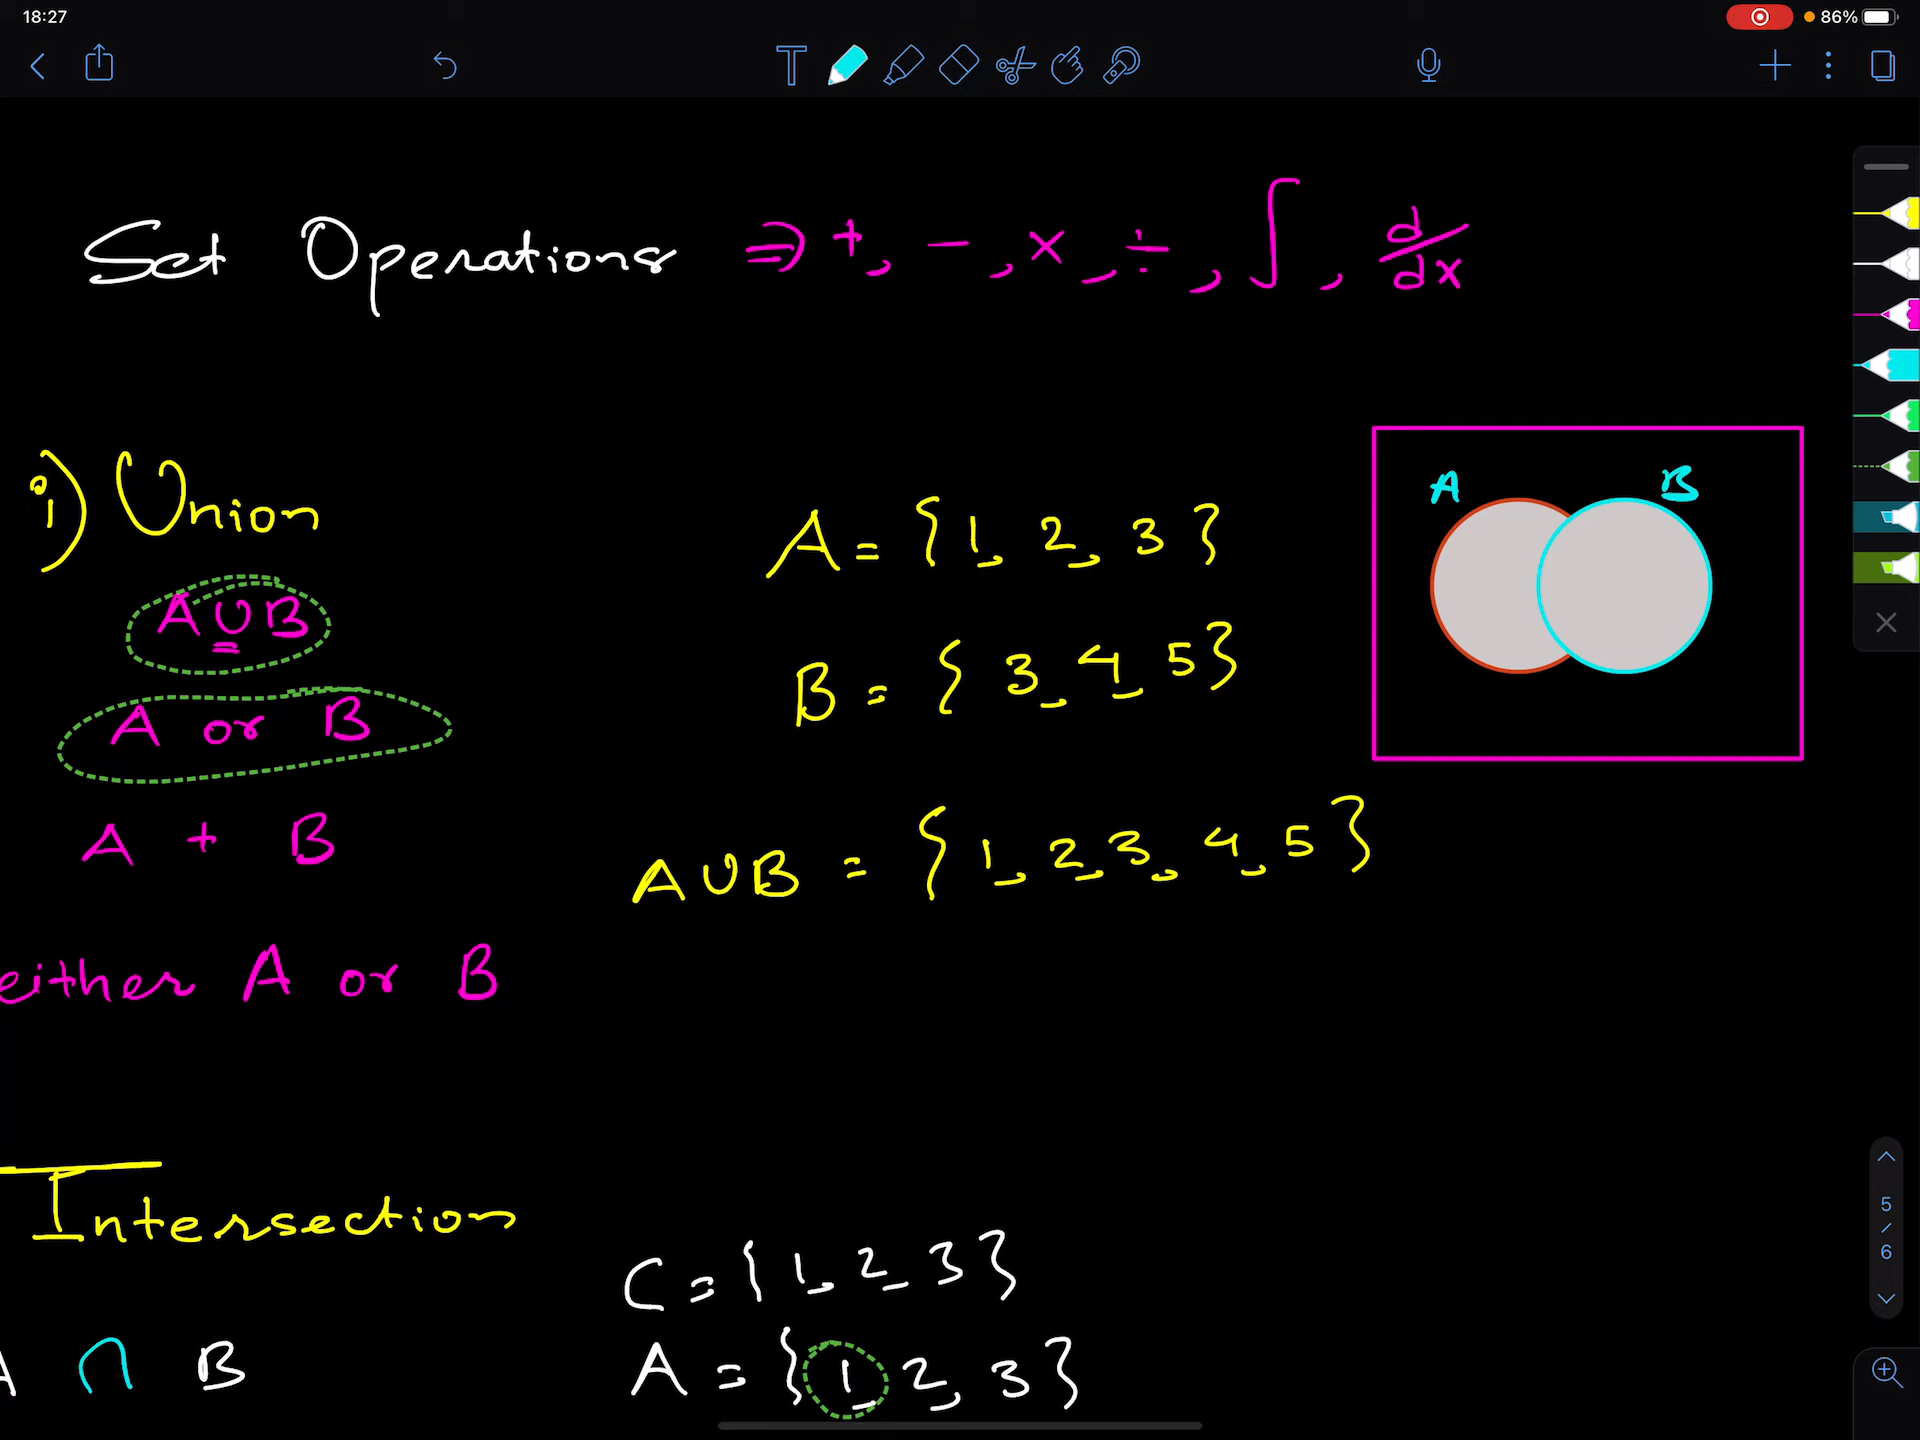 18:27
86%
Set Operations ⇒ +, −, x, ÷, ∫, d/dx
i) Union
A = {1, 2, 3}
A B
A ∪ B
B = {3, 4, 5}
A or B
A + B
A ∪ B = {1, 2, 3, 4, 5}
either A or B
Intersection
C = {1, 2, 3}
A ∩ B
A = {1, 2, 3}
5
/
6